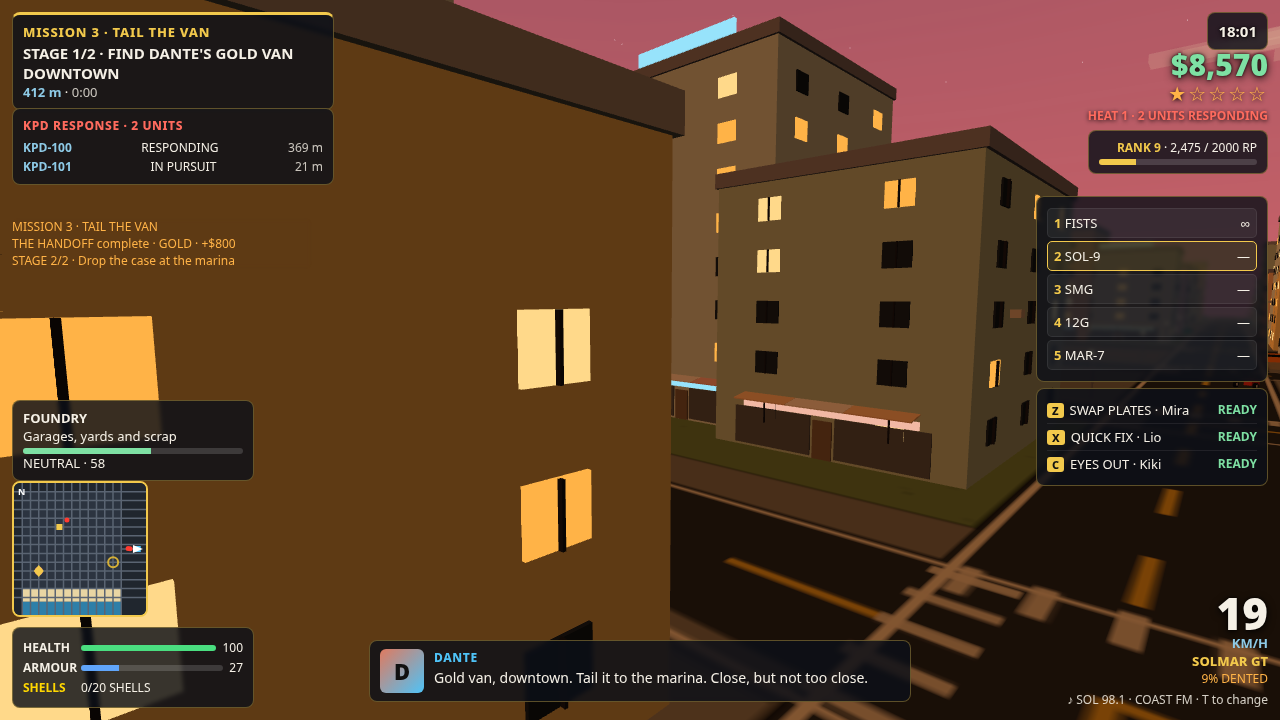 MISSION 3 · TAIL THE VAN
STAGE 1/2 · FIND DANTE'S GOLD VAN
DOWNTOWN
412 m · 0:00
KPD RESPONSE · 2 UNITS
KPD-100 RESPONDING 369 m
KPD-101 IN PURSUIT 21 m
MISSION 3 · TAIL THE VAN
THE HANDOFF complete · GOLD · +$800
STAGE 2/2 · Drop the case at the marina
FOUNDRY
Garages, yards and scrap
NEUTRAL · 58
N
HEALTH 100
ARMOUR 27
SHELLS 0/20 SHELLS
D
DANTE
Gold van, downtown. Tail it to the marina. Close, but not too close.
18:01
$8,570
★☆☆☆☆☆
HEAT 1 · 2 UNITS RESPONDING
RANK 9 · 2,475 / 2000 RP
1 FISTS ∞
2 SOL-9 —
3 SMG —
4 12G —
5 MAR-7 —
Z SWAP PLATES · Mira READY
X QUICK FIX · Lio READY
C EYES OUT · Kiki READY
19
KM/H
SOLMAR GT
9% DENTED
♪ SOL 98.1 · COAST FM · T to change